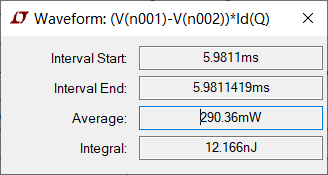 Waveform: (V(n001)-V(n002))*Id(Q)
Interval Start: 5.9811ms
Interval End: 5.9811419ms
Average: 290.36mW
Integral: 12.166nJ